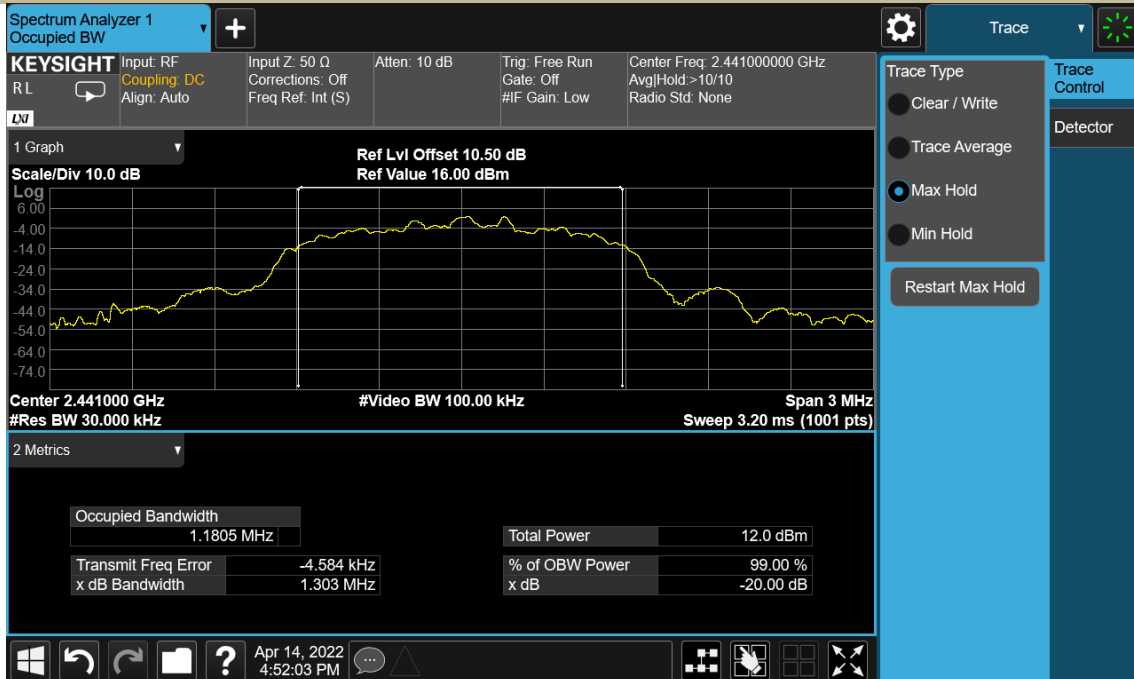 Spectrum Analyzer 1
Occupied BW
Trace
KEYSIGHT
R L
LXI
Input: RF
Coupling: DC
Align: Auto
Input Z: 50 Ω
Corrections: Off
Freq Ref: Int (S)
Atten: 10 dB
Trig: Free Run
Gate: Off
#IF Gain: Low
Center Freq: 2.441000000 GHz
Avg|Hold:>10/10
Radio Std: None
Trace Type
Clear / Write
Trace Average
Max Hold
Min Hold
Restart Max Hold
Trace
Control
Detector
1 Graph
Scale/Div 10.0 dB
Ref Lvl Offset 10.50 dB
Ref Value 16.00 dBm
Log
6.00
-4.00
-14.0
-24.0
-34.0
-44.0
-54.0
-64.0
-74.0
Center 2.441000 GHz
#Video BW 100.00 kHz
Span 3 MHz
#Res BW 30.000 kHz
Sweep 3.20 ms (1001 pts)
2 Metrics
Occupied Bandwidth
1.1805 MHz
Total Power 12.0 dBm
Transmit Freq Error -4.584 kHz
% of OBW Power 99.00 %
x dB Bandwidth 1.303 MHz
x dB -20.00 dB
Apr 14, 2022
4:52:03 PM